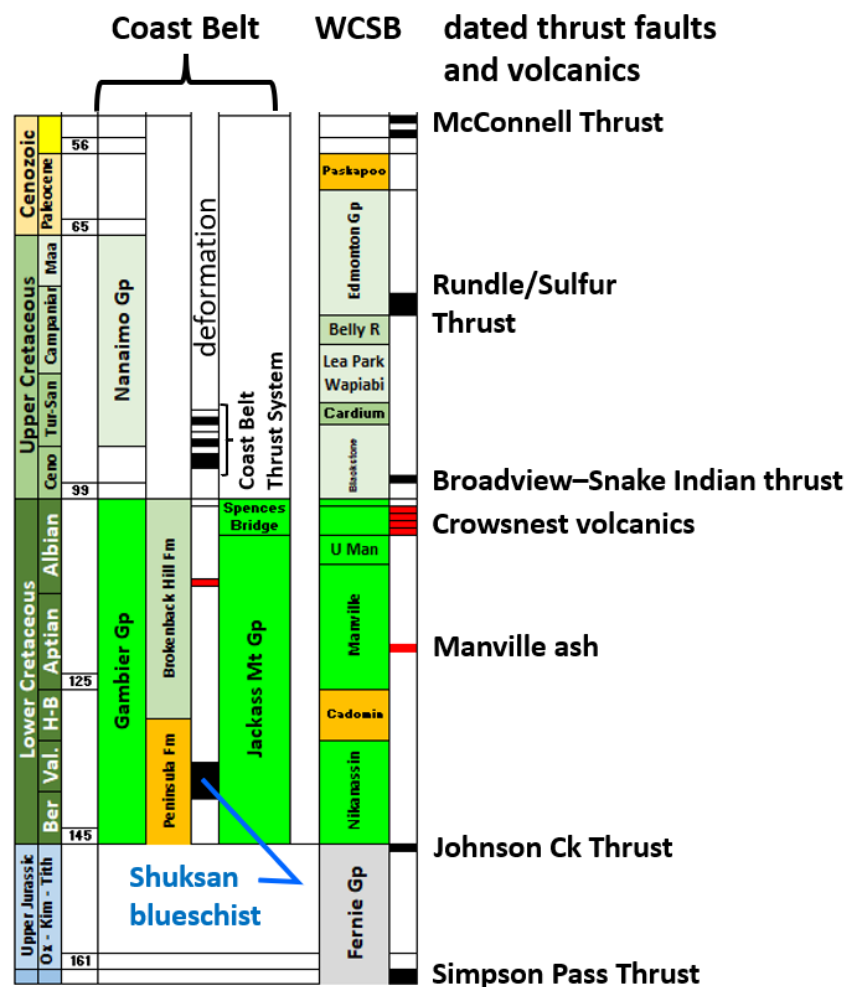 Coast Belt
WCSB
dated thrust faults
and volcanics
Cenozoic
Paleocene
56
65
Upper Cretaceous
Maa
Campanian
Tur-San
Ceno
99
Lower Cretaceous
Albian
Aptian
H-B
Val.
Ber
125
145
Upper Jurassic
Ox - Kim - Tith
161
Nanaimo Gp
Gambier Gp
Brokenback Hill Fm
Peninsula Fm
deformation
Coast Belt
Thrust System
Spences
Bridge
Jackass Mt Gp
Shuksan
blueschist
Paskapoo
Edmonton Gp
Belly R
Lea Park
Wapiabi
Cardium
Blackstone
U Man
Manville
Cadomin
Nikanassin
Fernie Gp
McConnell Thrust
Rundle/Sulfur
Thrust
Broadview–Snake Indian thrust
Crowsnest volcanics
Manville ash
Johnson Ck Thrust
Simpson Pass Thrust